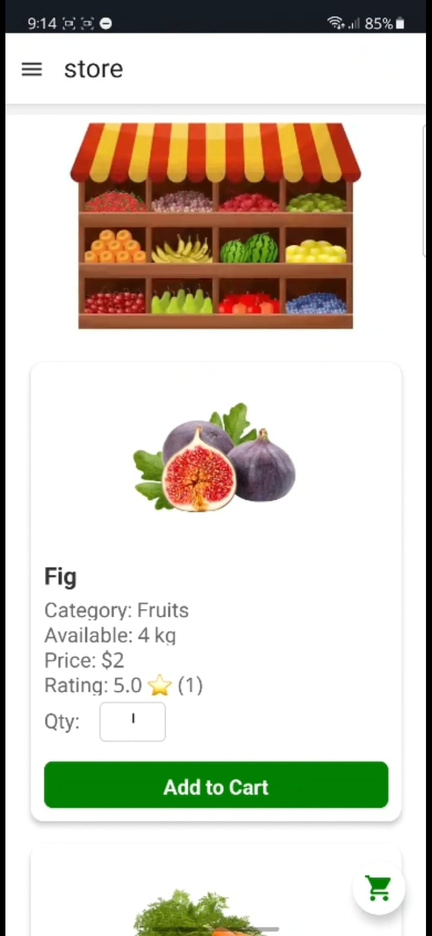 9:14 85%
store
Fig
Category: Fruits
Available: 4 kg
Price: $2
Rating: 5.0 ⭐ (1)
Qty:
Add to Cart